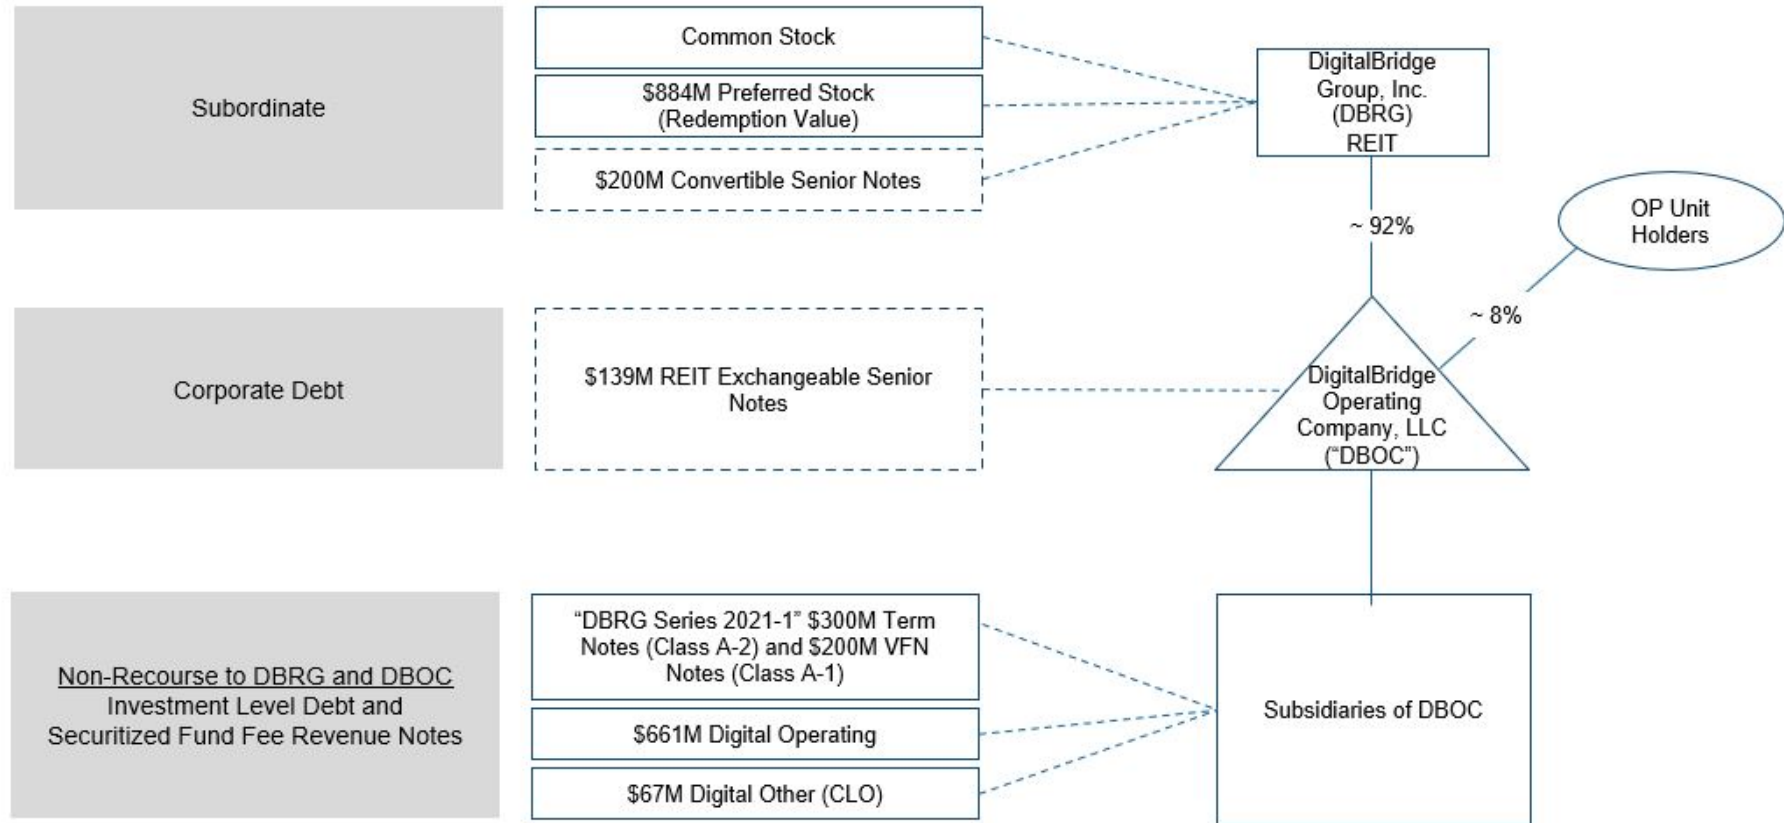 Subordinate
Common Stock
$884M Preferred Stock
(Redemption Value)
$200M Convertible Senior Notes
DigitalBridge
Group, Inc.
(DBRG)
REIT
~ 92%
OP Unit
Holders
~ 8%
Corporate Debt
$139M REIT Exchangeable Senior
Notes
DigitalBridge
Operating
Company, LLC
(“DBOC”)
Non-Recourse to DBRG and DBOC
Investment Level Debt and
Securitized Fund Fee Revenue Notes
“DBRG Series 2021-1” $300M Term
Notes (Class A-2) and $200M VFN
Notes (Class A-1)
$661M Digital Operating
$67M Digital Other (CLO)
Subsidiaries of DBOC